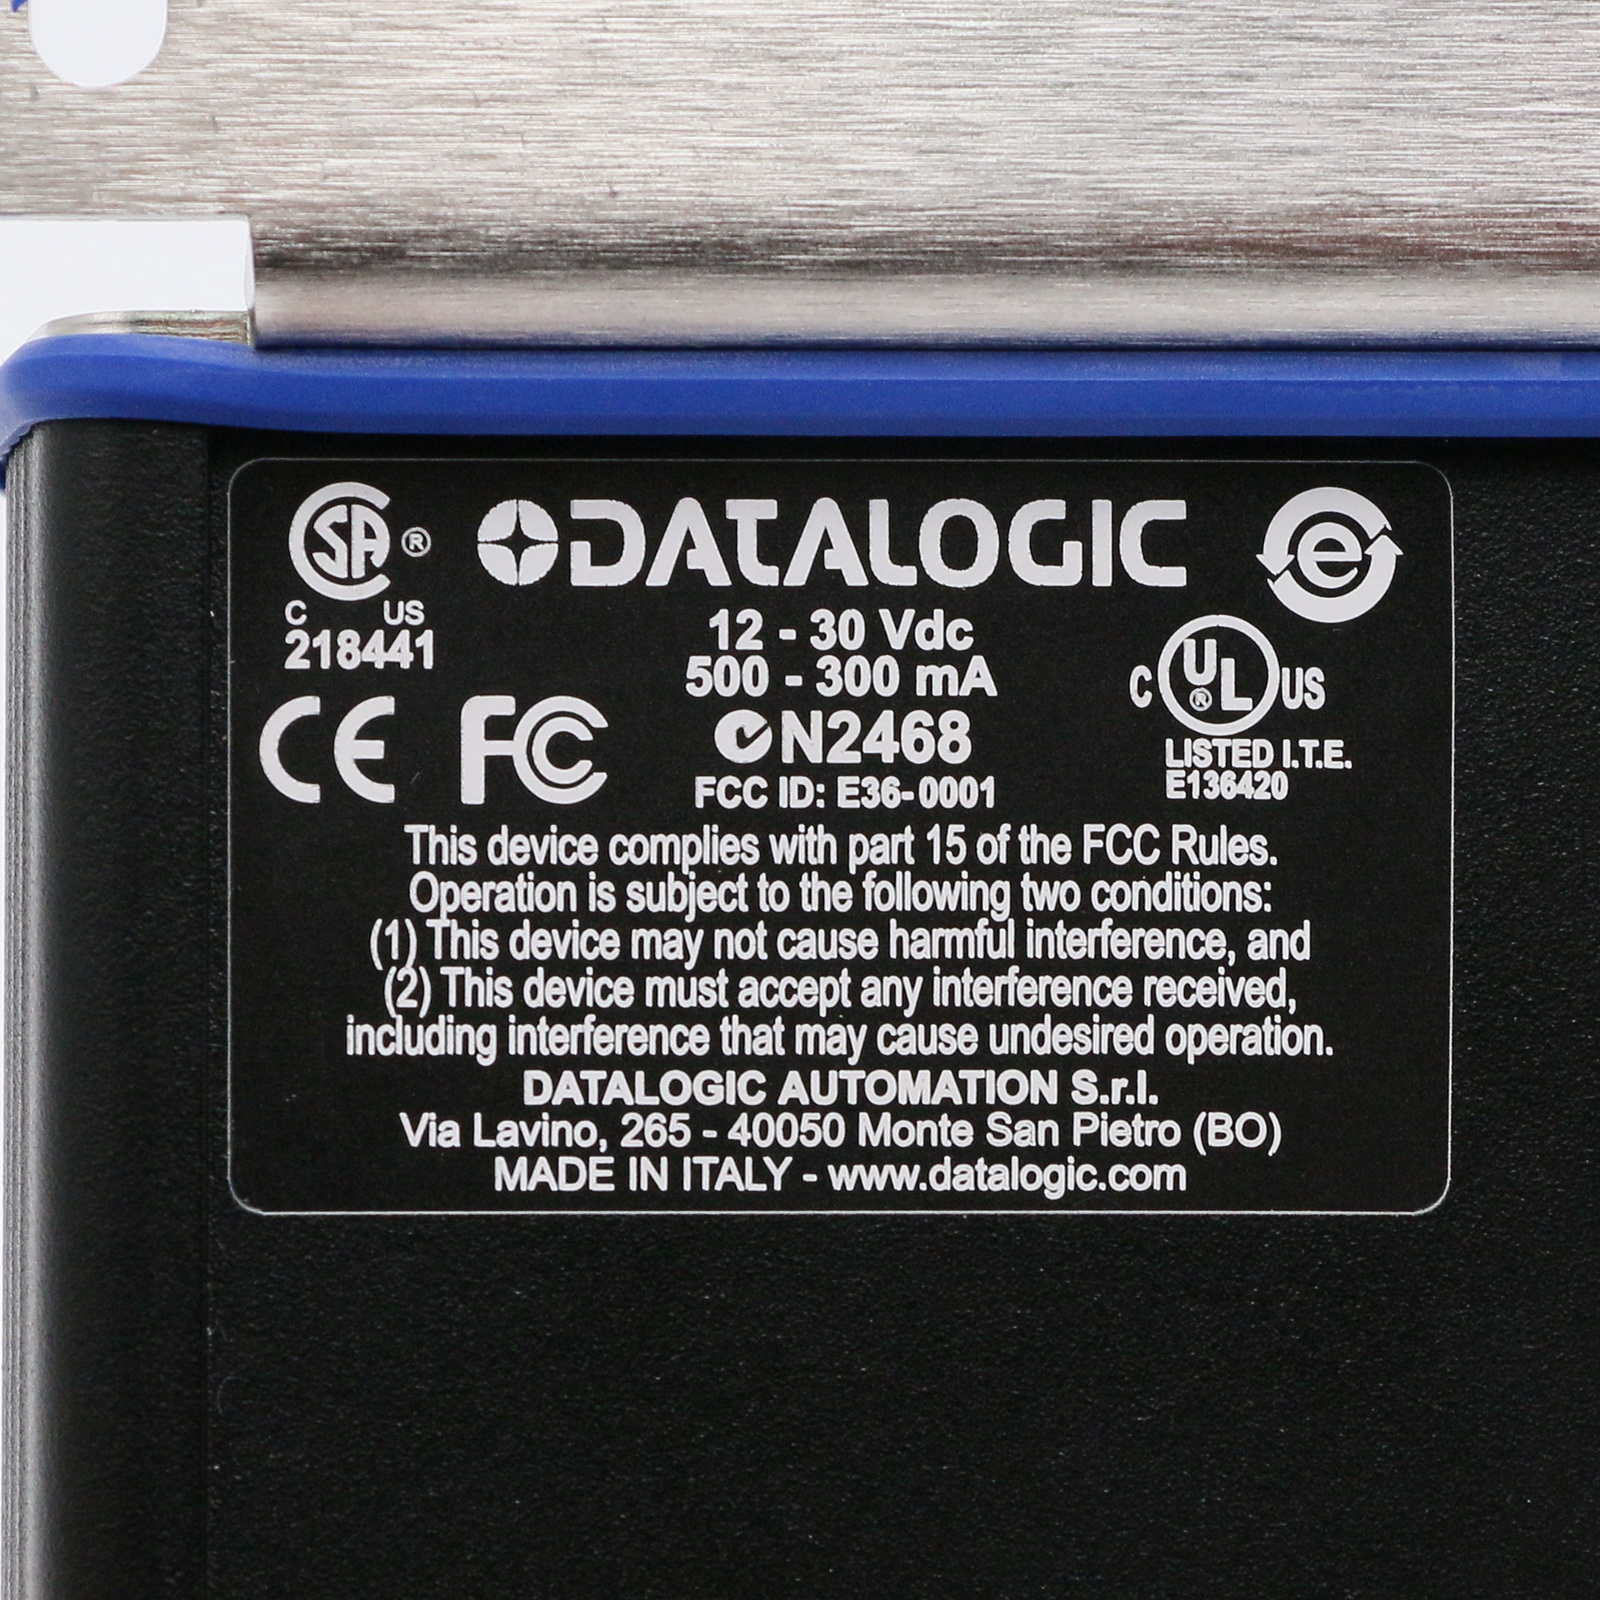 CSA®
C US
218441
DATALOGIC
e
12 - 30 Vdc
500 - 300 mA
C UL® US
LISTED I.T.E.
E136420
CE FC
N2468
FCC ID: E36-0001
This device complies with part 15 of the FCC Rules.
Operation is subject to the following two conditions:
(1) This device may not cause harmful interference, and
(2) This device must accept any interference received,
including interference that may cause undesired operation.
DATALOGIC AUTOMATION S.r.l.
Via Lavino, 265 - 40050 Monte San Pietro (BO)
MADE IN ITALY - www.datalogic.com